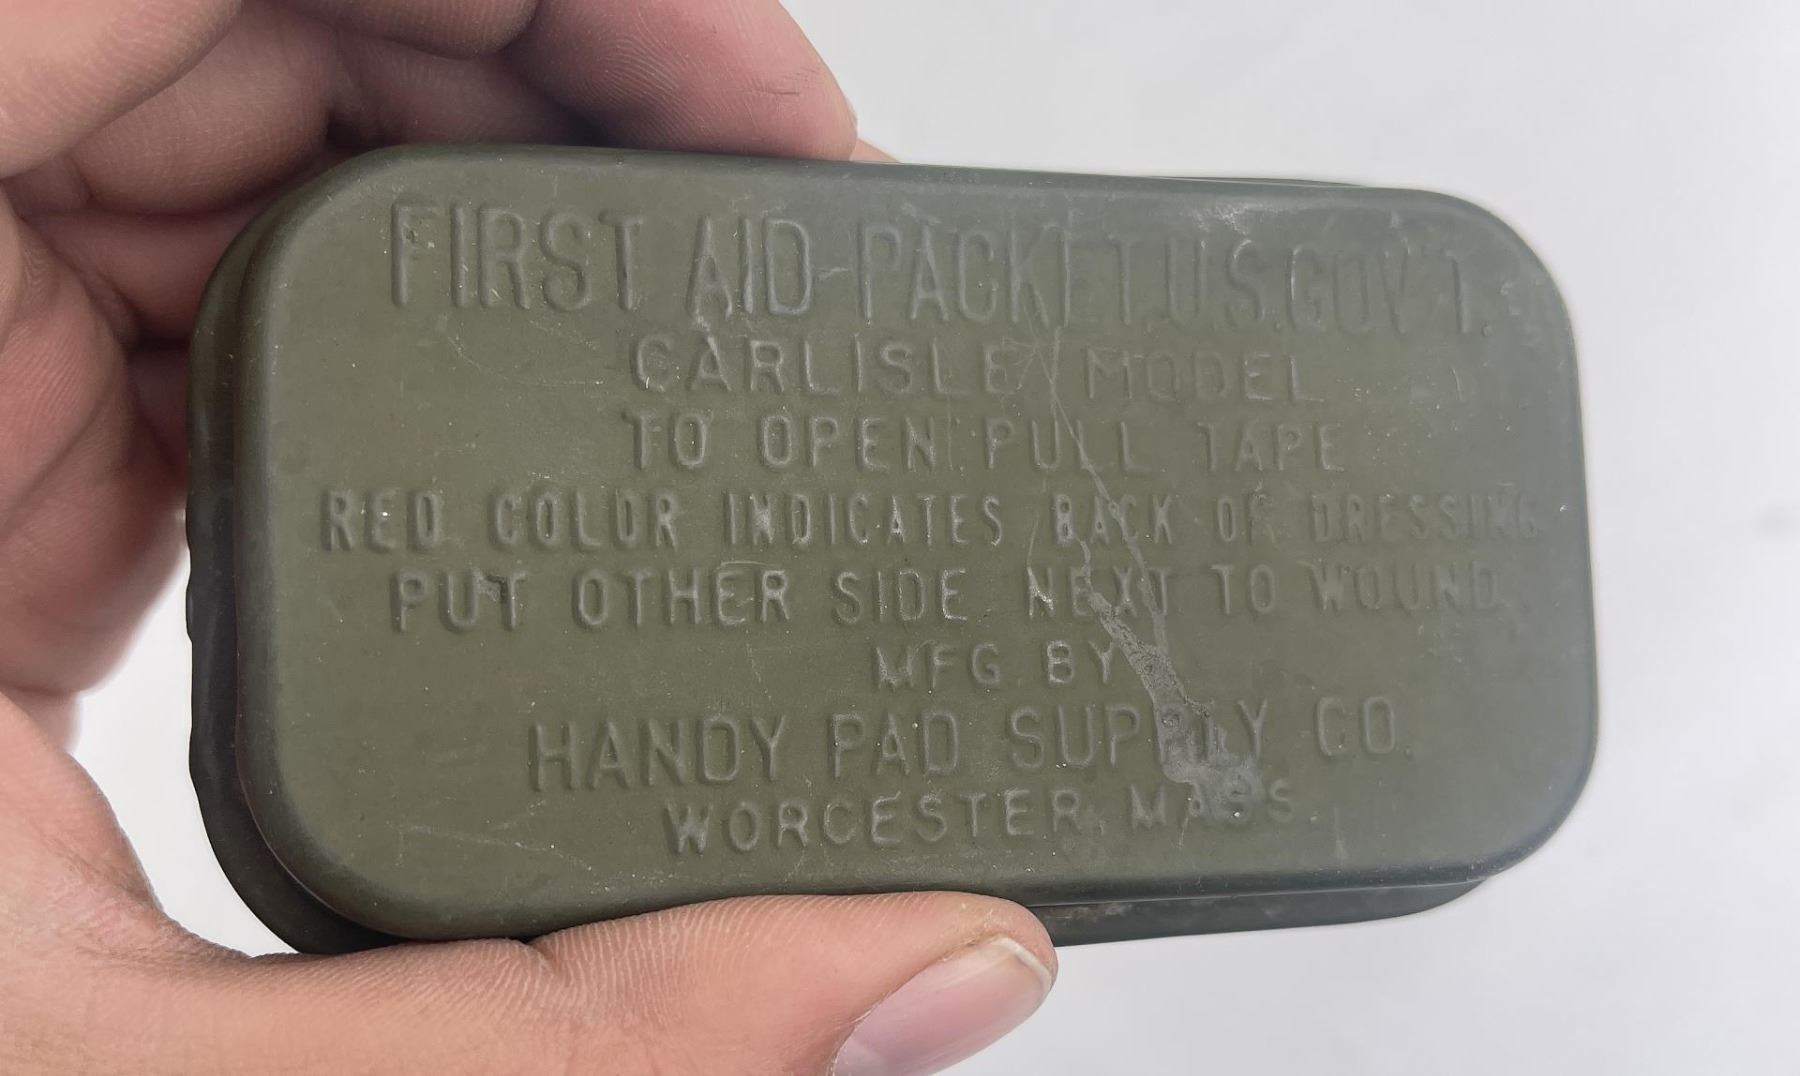 FIRST AID-PACKET.U.S.GOV'T.
CARLISLE MODEL
TO OPEN PULL TAPE
RED COLOR INDICATES BACK OF DRESSING
PUT OTHER SIDE NEXT TO WOUND.
MFG. BY
HANDY PAD SUPPLY CO.
WORCESTER, MASS.